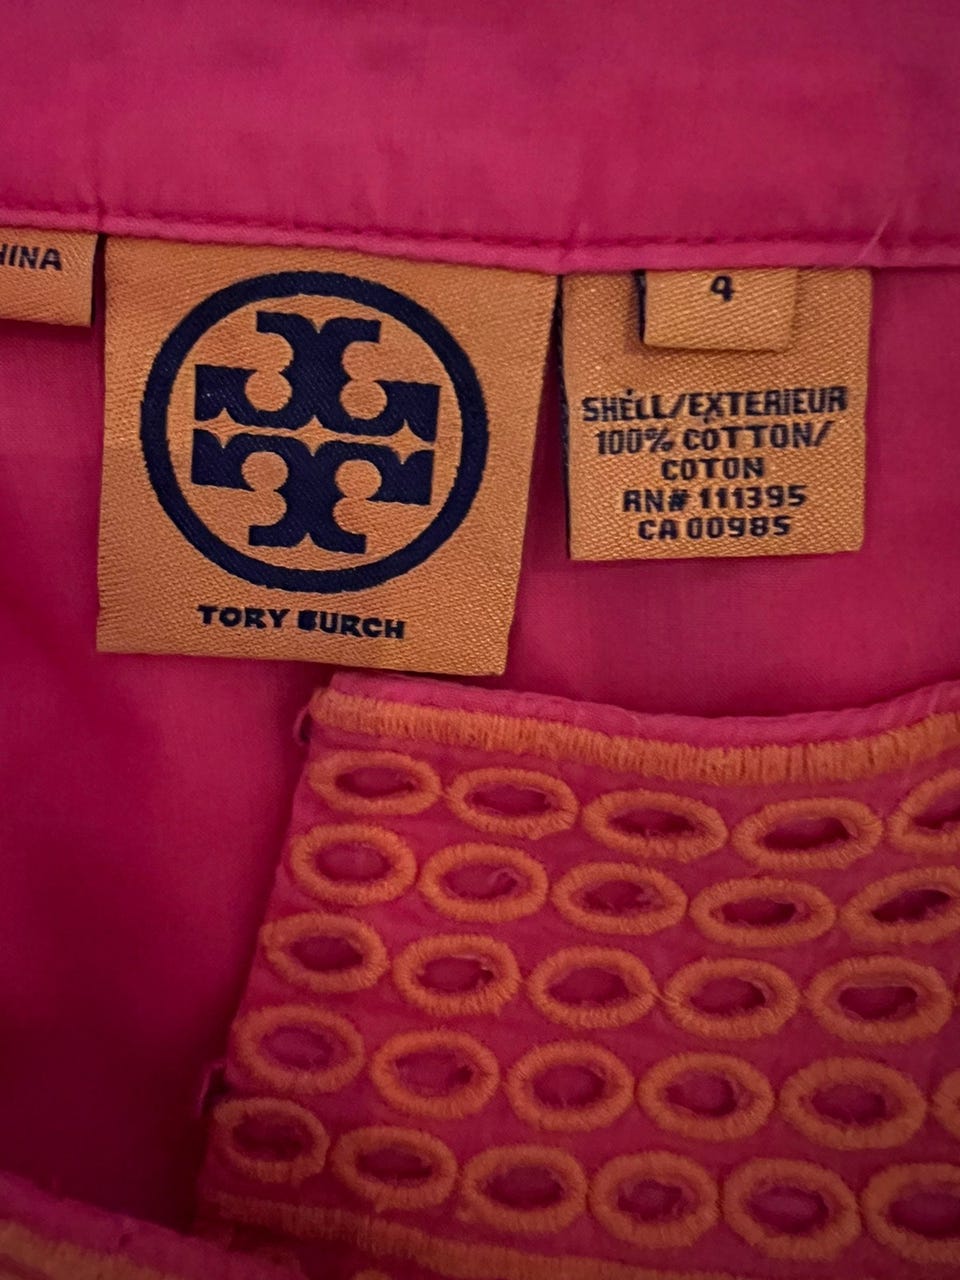 HINA
TORY BURCH
4
SHELL/EXTERIEUR
100% COTTON/
COTON
RN# 111395
CA 00985